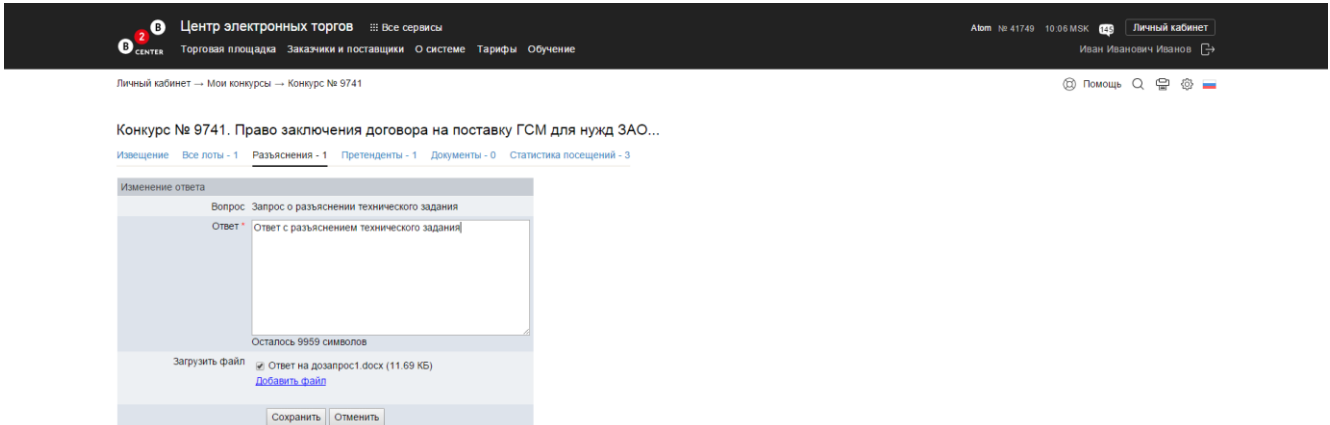 B 2 B CENTER
Центр электронных торгов Все сервисы Atom № 41749 10:06 MSK 145 Личный кабинет
Торговая площадка Заказчики и поставщики О системе Тарифы Обучение Иван Иванович Иванов
Личный кабинет → Мои конкурсы → Конкурс № 9741 Помощь
Конкурс № 9741. Право заключения договора на поставку ГСМ для нужд ЗАО...
Извещение Все лоты - 1 Разъяснения - 1 Претенденты - 1 Документы - 0 Статистика посещений - 3
Изменение ответа
Вопрос Запрос о разъяснении технического задания
Ответ * Ответ с разъяснением технического задания
Осталось 9959 символов
Загрузить файл Ответ на дозапрос1.docx (11.69 КБ)
Добавить файл
Сохранить Отменить